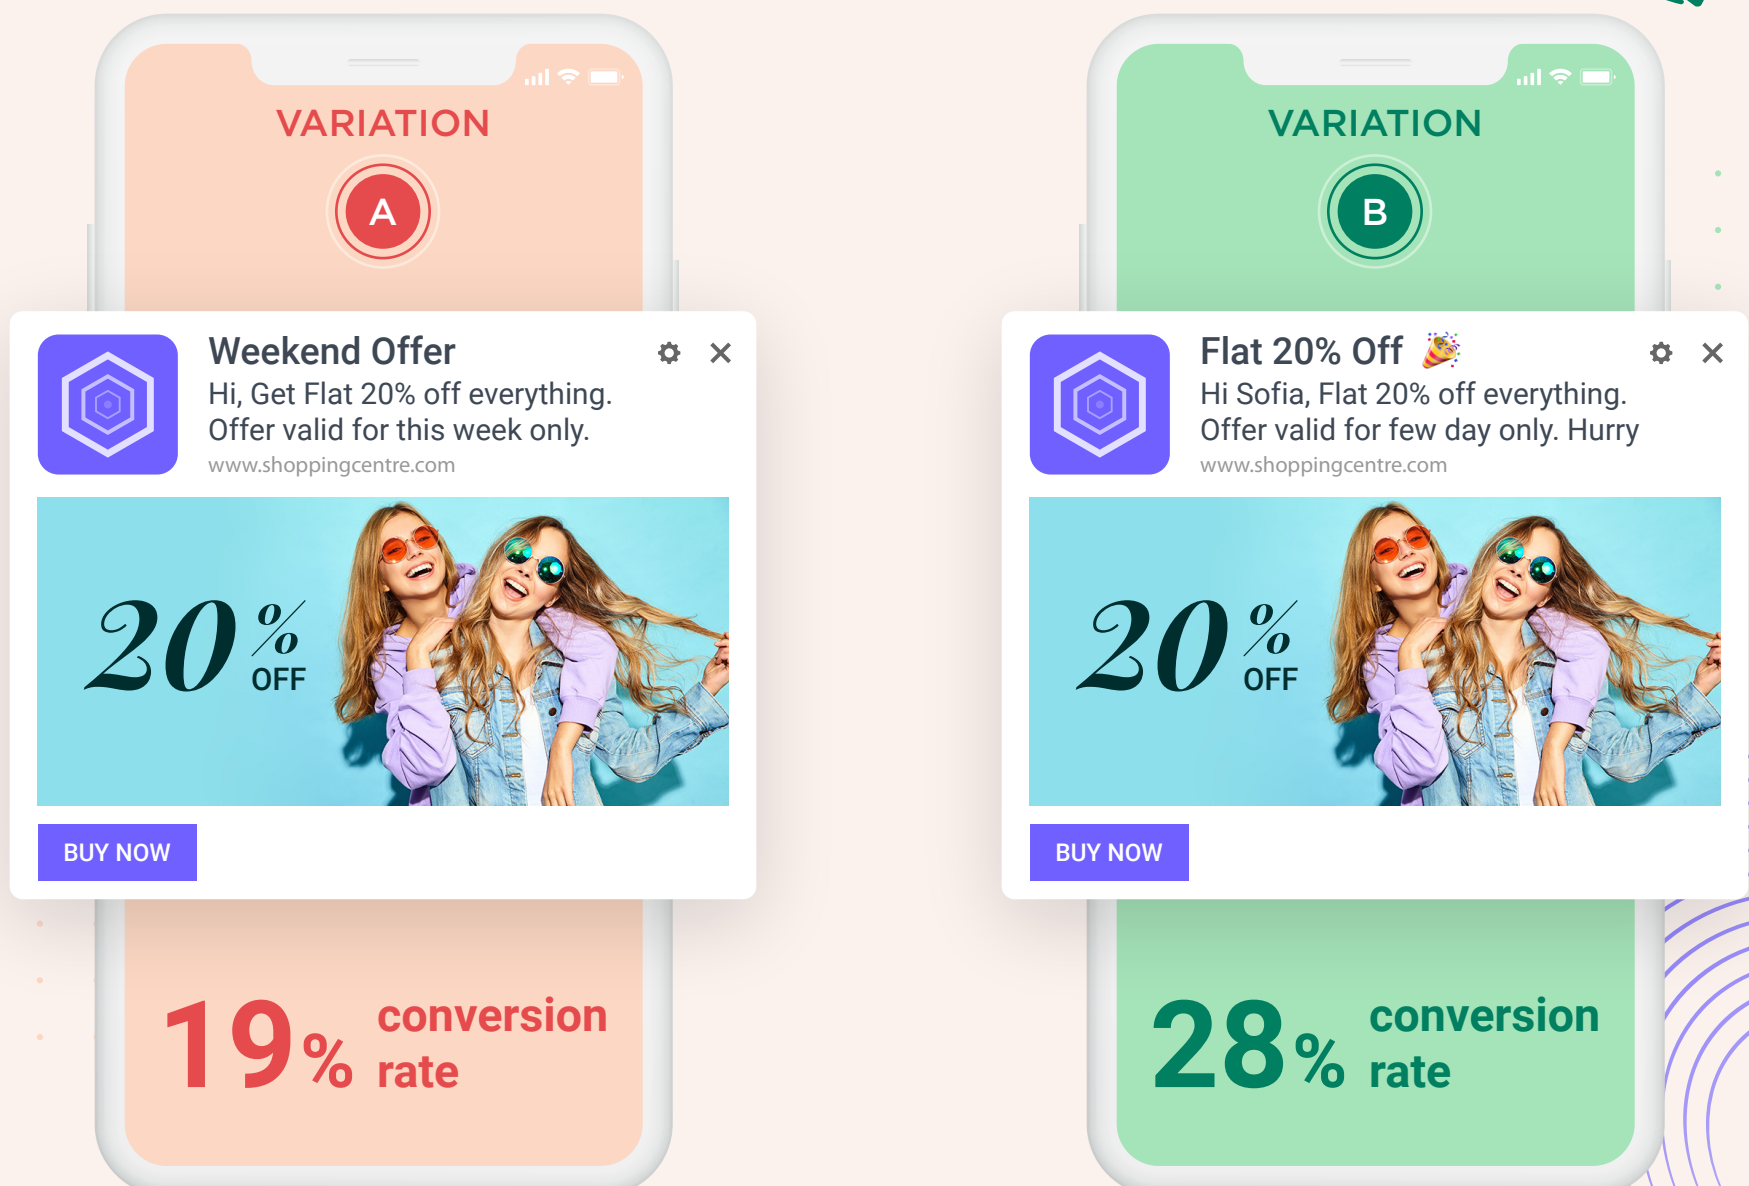 VARIATION
A
Weekend Offer
Hi, Get Flat 20% off everything.
Offer valid for this week only.
www.shoppingcentre.com
20%
OFF
BUY NOW
19% conversion
rate
VARIATION
B
Flat 20% Off 🎉
Hi Sofia, Flat 20% off everything.
Offer valid for few day only. Hurry
www.shoppingcentre.com
20%
OFF
BUY NOW
28% conversion
rate